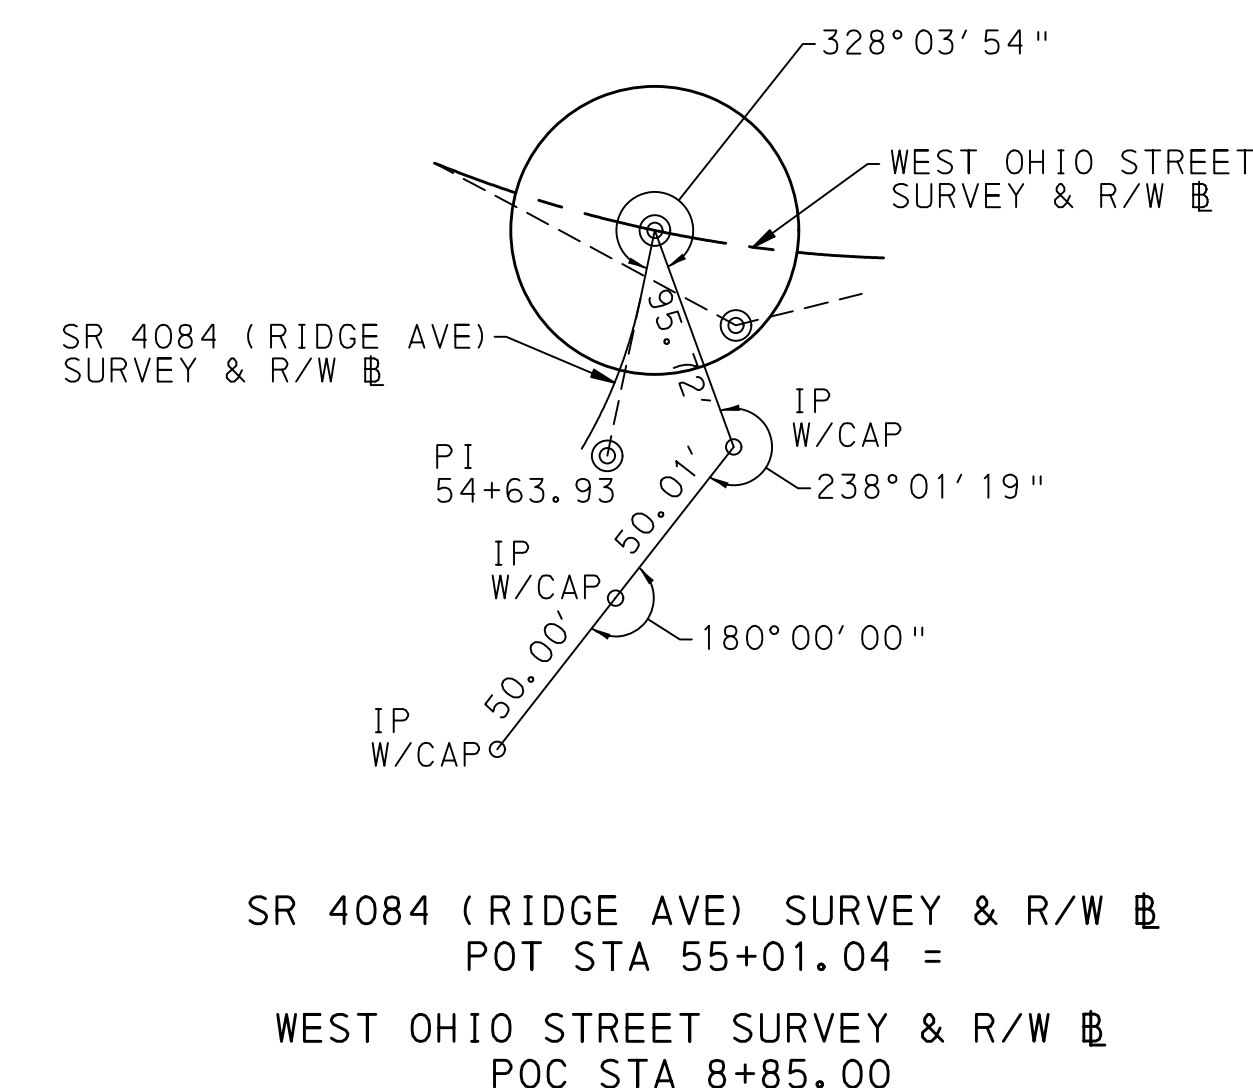 328°03'54"
WEST OHIO STREET
SURVEY & R/W ℄
SR 4084 (RIDGE AVE)
SURVEY & R/W ℄
95.72'
IP
W/CAP
PI
54+63.93
238°01'19"
50.01'
IP
W/CAP
180°00'00"
50.00'
IP
W/CAP
SR 4084 (RIDGE AVE) SURVEY & R/W ℄
POT STA 55+01.04 =
WEST OHIO STREET SURVEY & R/W ℄
POC STA 8+85.00